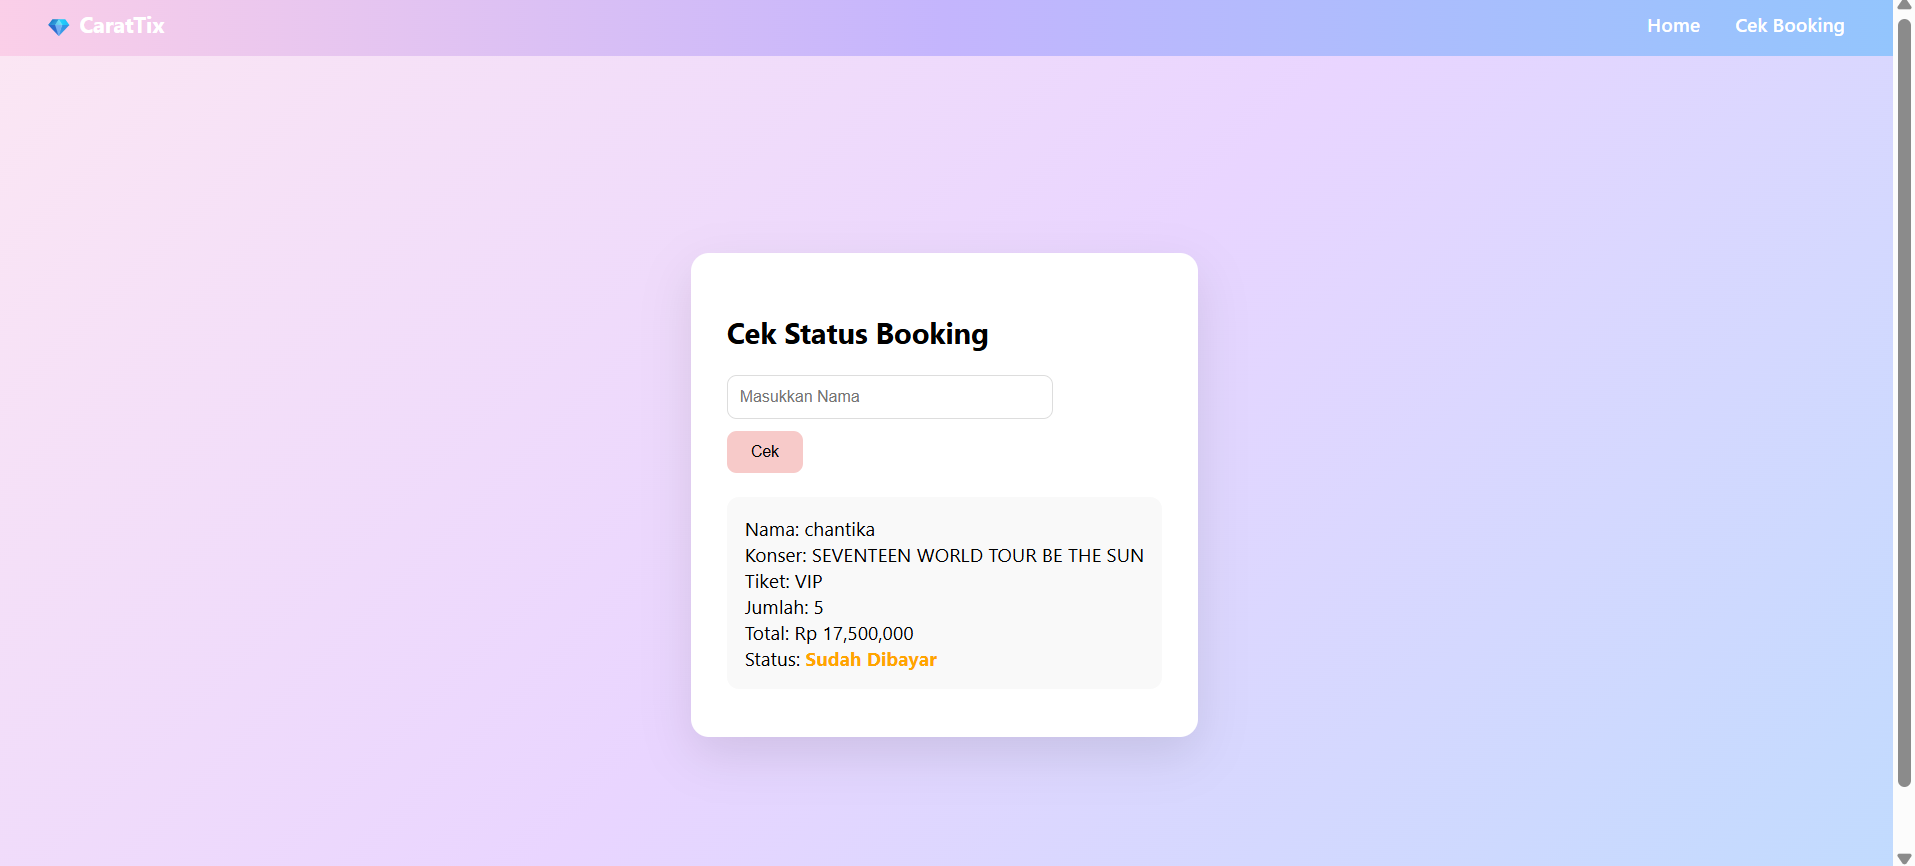 CaratTix
Home
Cek Booking
Cek Status Booking
Masukkan Nama
Cek
Nama: chantika
Konser: SEVENTEEN WORLD TOUR BE THE SUN
Tiket: VIP
Jumlah: 5
Total: Rp 17,500,000
Status: Sudah Dibayar